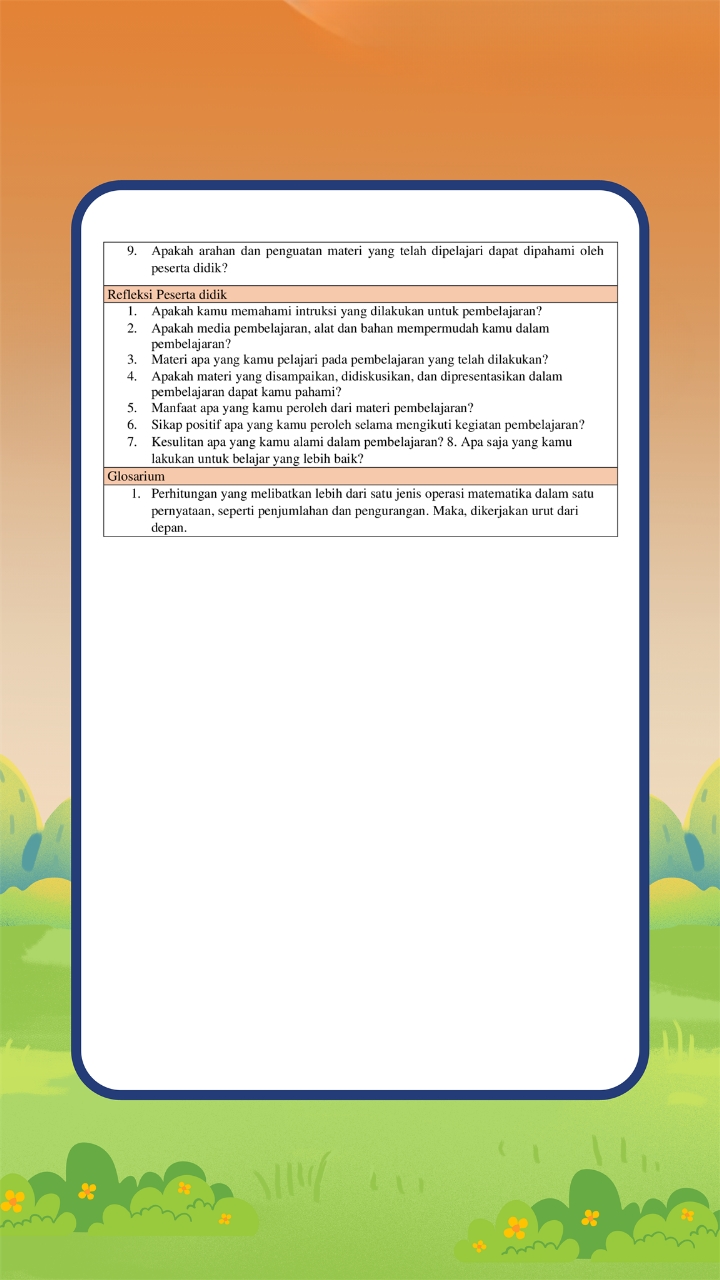 9. Apakah arahan dan penguatan materi yang telah dipelajari dapat dipahami oleh
peserta didik?
Refleksi Peserta didik
1. Apakah kamu memahami intruksi yang dilakukan untuk pembelajaran?
2. Apakah media pembelajaran, alat dan bahan mempermudah kamu dalam
pembelajaran?
3. Materi apa yang kamu pelajari pada pembelajaran yang telah dilakukan?
4. Apakah materi yang disampaikan, didiskusikan, dan dipresentasikan dalam
pembelajaran dapat kamu pahami?
5. Manfaat apa yang kamu peroleh dari materi pembelajaran?
6. Sikap positif apa yang kamu peroleh selama mengikuti kegiatan pembelajaran?
7. Kesulitan apa yang kamu alami dalam pembelajaran? 8. Apa saja yang kamu
lakukan untuk belajar yang lebih baik?
Glosarium
1. Perhitungan yang melibatkan lebih dari satu jenis operasi matematika dalam satu
pernyataan, seperti penjumlahan dan pengurangan. Maka, dikerjakan urut dari
depan.